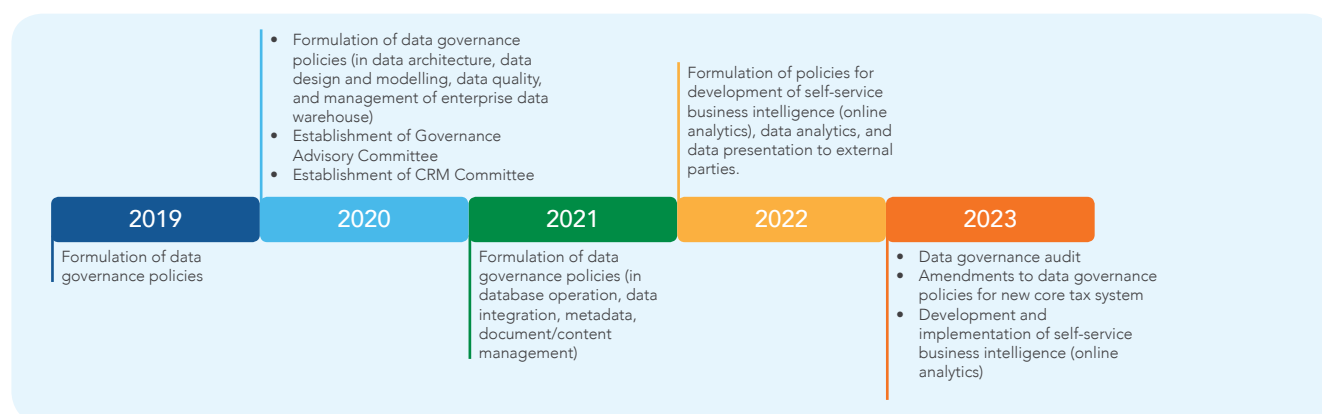 2019
Formulation of data
governance policies
• Formulation of data governance
policies (in data architecture, data
design and modelling, data quality,
and management of enterprise data
warehouse)
• Establishment of Governance
Advisory Committee
• Establishment of CRM Committee
2020
2021
Formulation of data
governance policies (in
database operation, data
integration, metadata,
document/content
management)
Formulation of policies for
development of self-service
business intelligence (online
analytics), data analytics, and
data presentation to external
parties.
2022
2023
• Data governance audit
• Amendments to data governance
policies for new core tax system
• Development and
implementation of self-service
business intelligence (online
analytics)